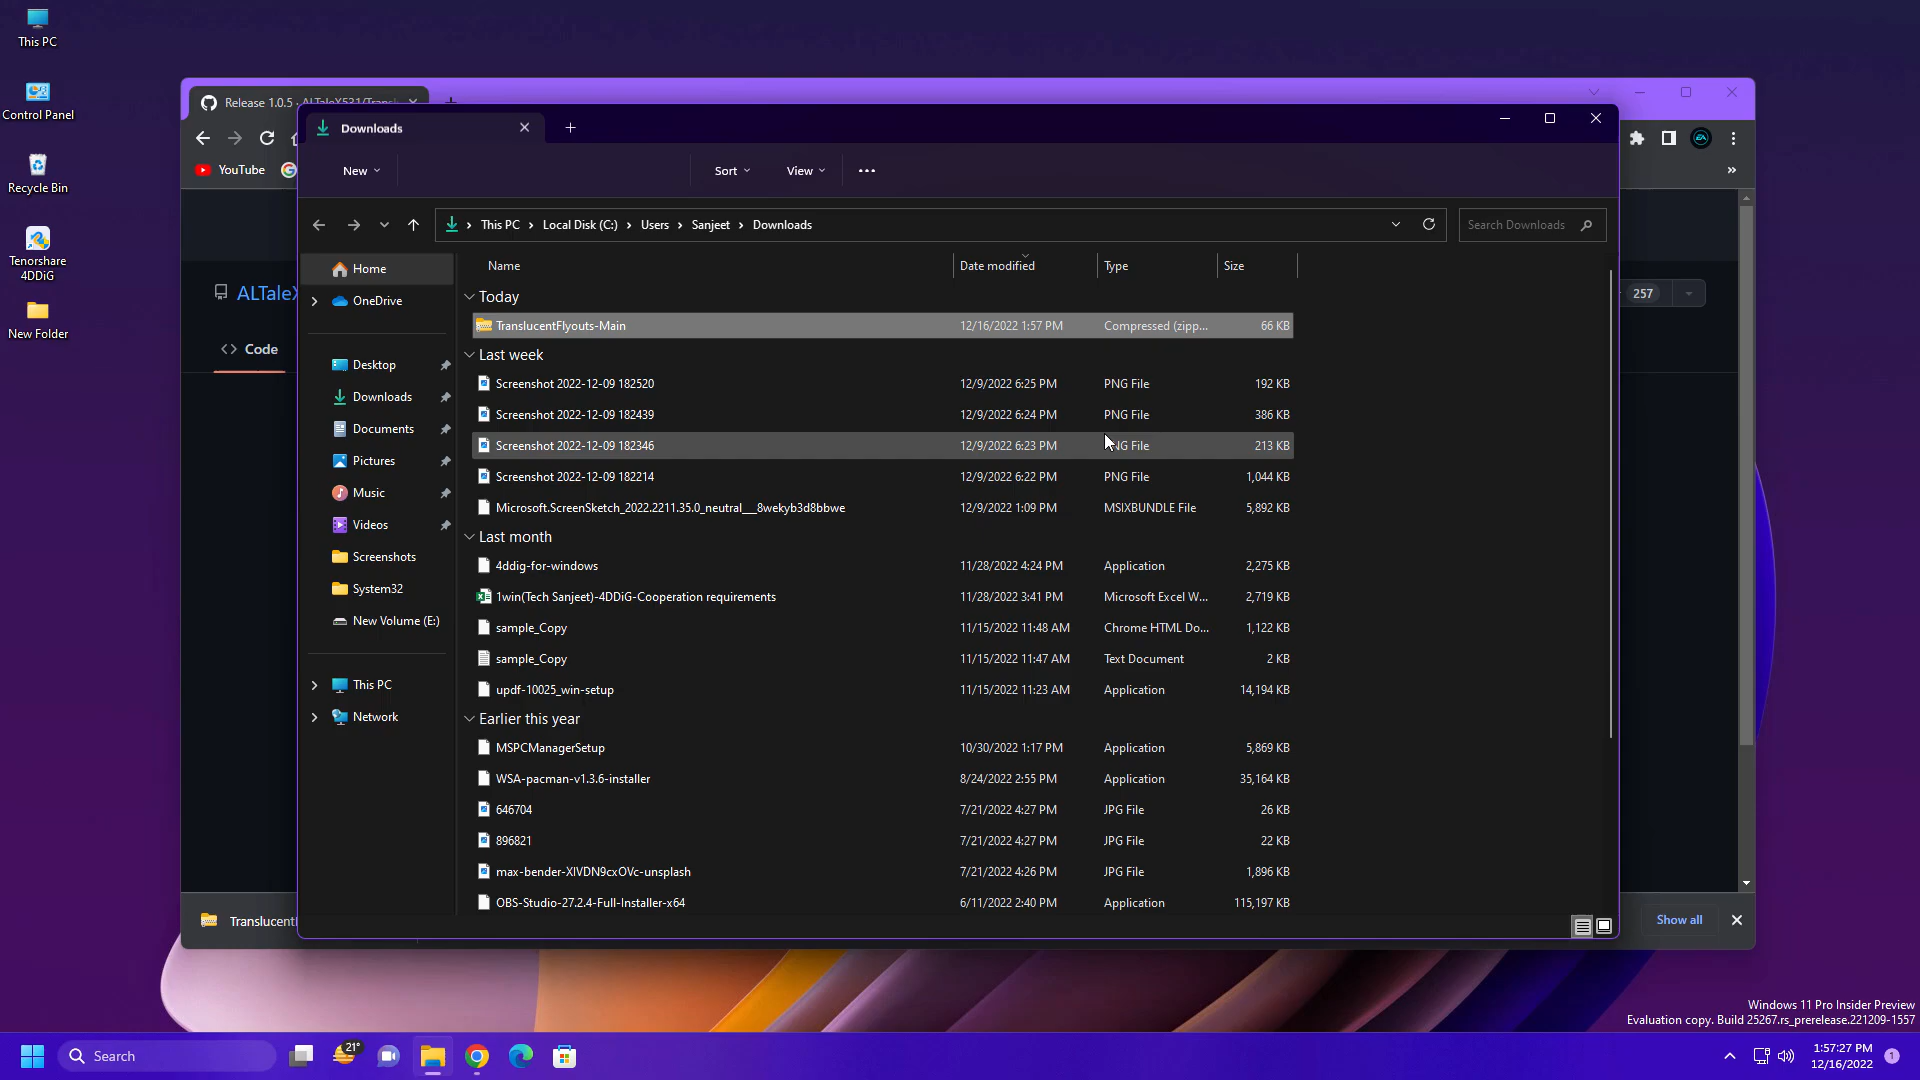 This PC
Control Panel
Recycle Bin
Tenorshare
4DDiG
New Folder
Release 1.0.5 · ALTaleX531/Trans
YouTube
ALTaleX
257
Code
Downloads
New
Sort
View
This PC
Local Disk (C:)
Users
Sanjeet
Downloads
Search Downloads
Home
OneDrive
Desktop
Downloads
Documents
Pictures
Music
Videos
Screenshots
System32
New Volume (E:)
This PC
Network
Name Date modified Type Size
Today
TranslucentFlyouts-Main 12/16/2022 1:57 PM Compressed (zipp... 66 KB
Last week
Screenshot 2022-12-09 182520 12/9/2022 6:25 PM PNG File 192 KB
Screenshot 2022-12-09 182439 12/9/2022 6:24 PM PNG File 386 KB
Screenshot 2022-12-09 182346 12/9/2022 6:23 PM PNG File 213 KB
Screenshot 2022-12-09 182214 12/9/2022 6:22 PM PNG File 1,044 KB
Microsoft.ScreenSketch_2022.2211.35.0_neutral___8wekyb3d8bbwe 12/9/2022 1:09 PM MSIXBUNDLE File 5,892 KB
Last month
4ddig-for-windows 11/28/2022 4:24 PM Application 2,275 KB
1win(Tech Sanjeet)-4DDiG-Cooperation requirements 11/28/2022 3:41 PM Microsoft Excel W... 2,719 KB
sample_Copy 11/15/2022 11:48 AM Chrome HTML Do... 1,122 KB
sample_Copy 11/15/2022 11:47 AM Text Document 2 KB
updf-10025_win-setup 11/15/2022 11:23 AM Application 14,194 KB
Earlier this year
MSPCManagerSetup 10/30/2022 1:17 PM Application 5,869 KB
WSA-pacman-v1.3.6-installer 8/24/2022 2:55 PM Application 35,164 KB
646704 7/21/2022 4:27 PM JPG File 26 KB
896821 7/21/2022 4:27 PM JPG File 22 KB
max-bender-XIVDN9cxOVc-unsplash 7/21/2022 4:26 PM JPG File 1,896 KB
OBS-Studio-27.2.4-Full-Installer-x64 6/11/2022 2:40 PM Application 115,197 KB
Translucent
Show all
Windows 11 Pro Insider Preview
Evaluation copy. Build 25267.rs_prerelease.221209-1557
Search
21°
1:57:27 PM
12/16/2022
1